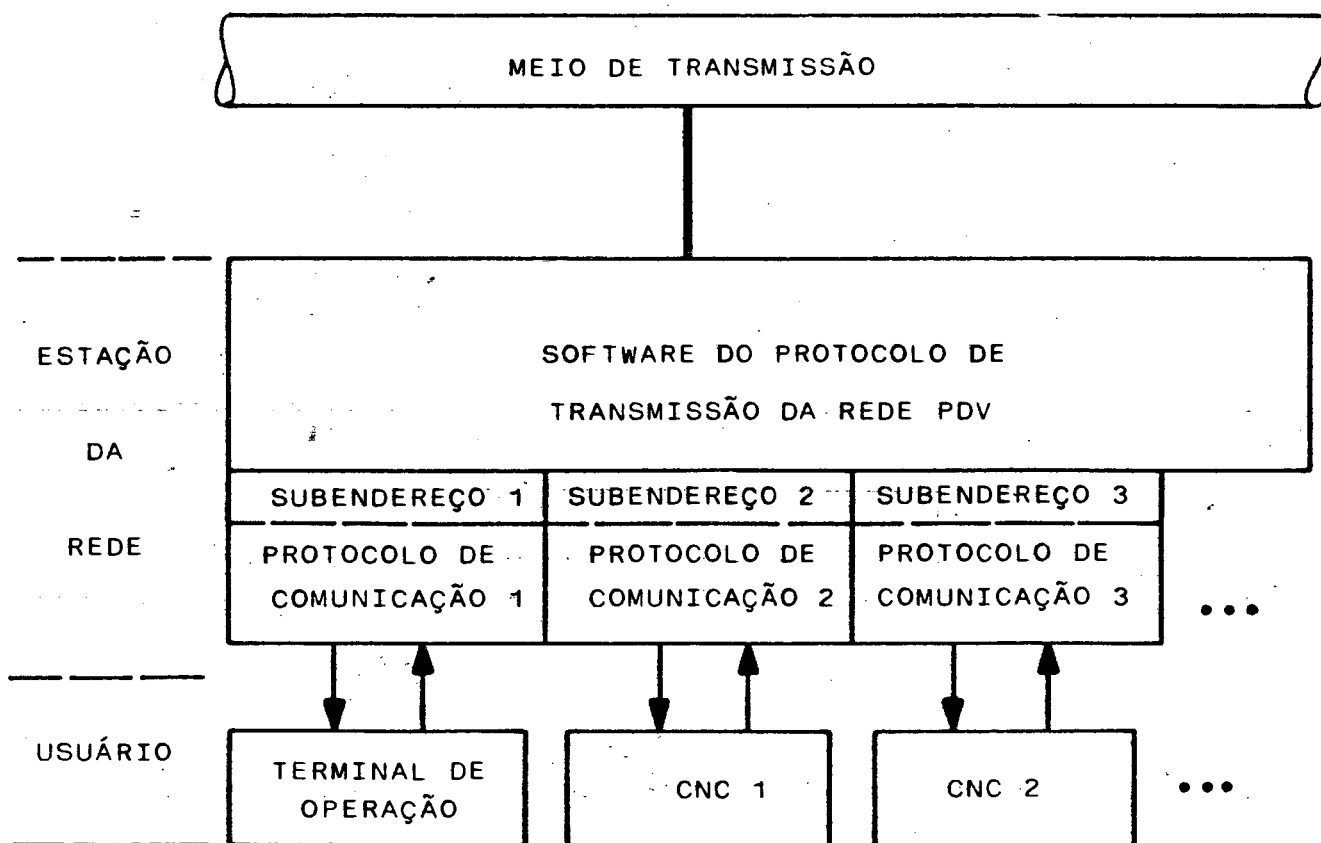 MEIO DE TRANSMISSÃO
ESTAÇÃO
DA
REDE
SOFTWARE DO PROTOCOLO DE
TRANSMISSÃO DA REDE PDV
SUBENDEREÇO 1
SUBENDEREÇO 2
SUBENDEREÇO 3
PROTOCOLO DE
COMUNICAÇÃO 1
PROTOCOLO DE
COMUNICAÇÃO 2
PROTOCOLO DE
COMUNICAÇÃO 3
USUÁRIO
TERMINAL DE
OPERAÇÃO
CNC 1
CNC 2